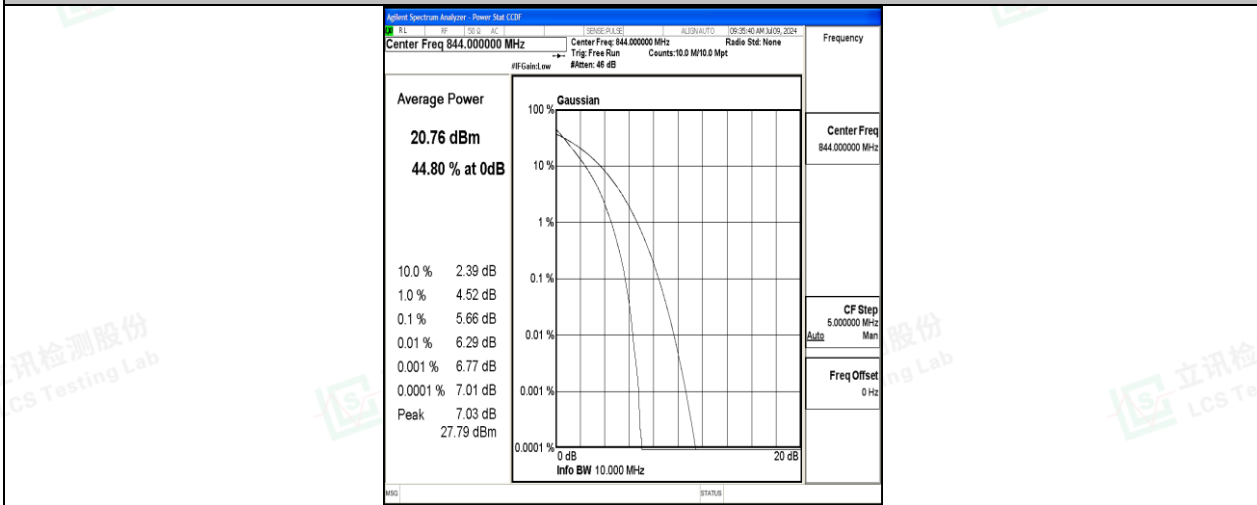 Agilent Spectrum Analyzer - Power Stat CCDF
RL RF 50 Ω AC SENSE:PULSE ALIGN AUTO 09:35:40 AM Jul 09, 2024
Center Freq 844.000000 MHz
Center Freq: 844.000000 MHz Radio Std: None
Trig: Free Run Counts:10.0 M/10.0 Mpt
#IFGain:Low #Atten: 46 dB
Frequency
Average Power
20.76 dBm
44.80 % at 0dB
10.0 % 2.39 dB
1.0 % 4.52 dB
0.1 % 5.66 dB
0.01 % 6.29 dB
0.001 % 6.77 dB
0.0001 % 7.01 dB
Peak 7.03 dB
27.79 dBm
Gaussian
100 %
10 %
1 %
0.1 %
0.01 %
0.001 %
0.0001 %
0 dB 20 dB
Info BW 10.000 MHz
Center Freq
844.000000 MHz
CF Step
5.000000 MHz
Auto Man
Freq Offset
0 Hz
MSG STATUS
讯检测股份
LCS Testing Lab
股份
ng Lab
立讯检
LCS Te